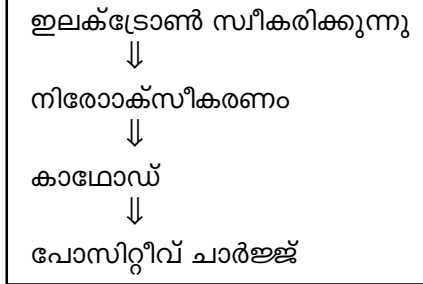 ഇലക്ട്രോൺ സ്വീകരിക്കുന്നു
⇓
നിരോാക്സീകരണം
⇓
കാഥോഡ്
⇓
പോസിറ്റീവ് ചാർജ്ജ്